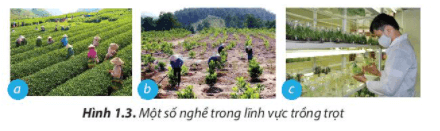 a b c
Hình 1.3. Một số nghề trong lĩnh vực trồng trọt